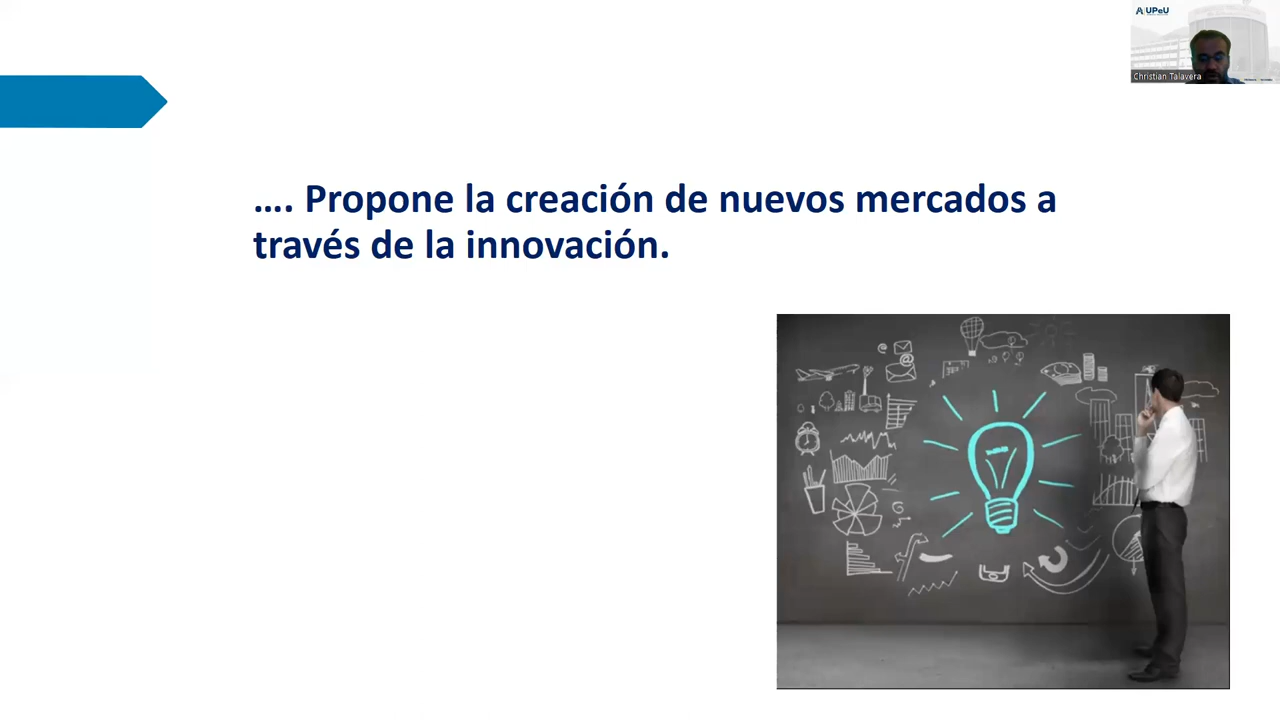 UPeU
Christian Talavera
.... Propone la creación de nuevos mercados a
través de la innovación.